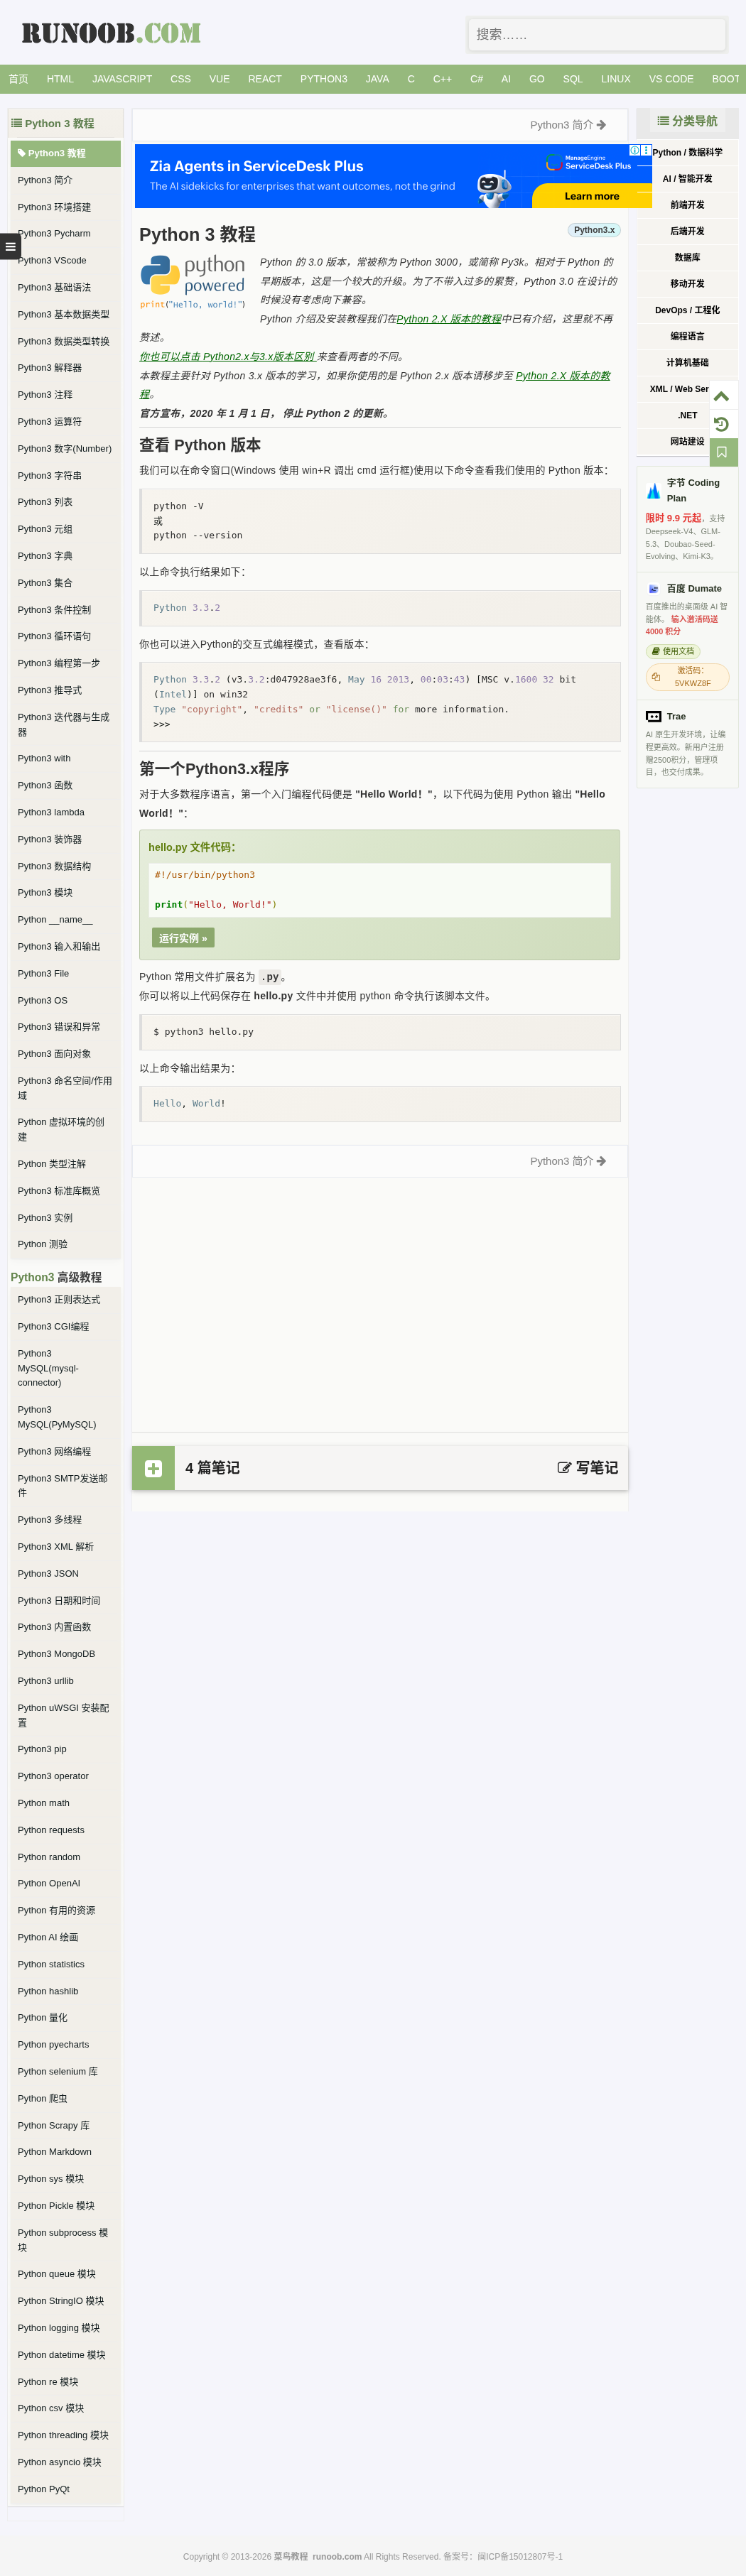 RUNOOB.COM
搜索……
首页 HTML JAVASCRIPT CSS VUE REACT PYTHON3 JAVA C C++ C# AI GO SQL LINUX VS CODE BOOT
Python 3 教程
Python3 教程
Python3 简介
Python3 环境搭建
Python3 Pycharm
Python3 VScode
Python3 基础语法
Python3 基本数据类型
Python3 数据类型转换
Python3 解释器
Python3 注释
Python3 运算符
Python3 数字(Number)
Python3 字符串
Python3 列表
Python3 元组
Python3 字典
Python3 集合
Python3 条件控制
Python3 循环语句
Python3 编程第一步
Python3 推导式
Python3 迭代器与生成
器
Python3 with
Python3 函数
Python3 lambda
Python3 装饰器
Python3 数据结构
Python3 模块
Python __name__
Python3 输入和输出
Python3 File
Python3 OS
Python3 错误和异常
Python3 面向对象
Python3 命名空间/作用
域
Python 虚拟环境的创
建
Python 类型注解
Python3 标准库概览
Python3 实例
Python 测验
Python3 高级教程
Python3 正则表达式
Python3 CGI编程
Python3
MySQL(mysql-
connector)
Python3
MySQL(PyMySQL)
Python3 网络编程
Python3 SMTP发送邮
件
Python3 多线程
Python3 XML 解析
Python3 JSON
Python3 日期和时间
Python3 内置函数
Python3 MongoDB
Python3 urllib
Python uWSGI 安装配
置
Python3 pip
Python3 operator
Python math
Python requests
Python random
Python OpenAI
Python 有用的资源
Python AI 绘画
Python statistics
Python hashlib
Python 量化
Python pyecharts
Python selenium 库
Python 爬虫
Python Scrapy 库
Python Markdown
Python sys 模块
Python Pickle 模块
Python subprocess 模
块
Python queue 模块
Python StringIO 模块
Python logging 模块
Python datetime 模块
Python re 模块
Python csv 模块
Python threading 模块
Python asyncio 模块
Python PyQt
Python3 简介
Zia Agents in ServiceDesk Plus
The AI sidekicks for enterprises that want outcomes, not the grind
ManageEngine
ServiceDesk Plus
Learn more
Python 3 教程
Python3.x
python
powered
print("Hello, world!")
Python 的 3.0 版本，常被称为 Python 3000，或简称 Py3k。相对于 Python 的
早期版本，这是一个较大的升级。为了不带入过多的累赘，Python 3.0 在设计的
时候没有考虑向下兼容。
Python 介绍及安装教程我们在Python 2.X 版本的教程中已有介绍，这里就不再
赘述。
你也可以点击 Python2.x与3.x版本区别 来查看两者的不同。
本教程主要针对 Python 3.x 版本的学习，如果你使用的是 Python 2.x 版本请移步至 Python 2.X 版本的教
程。
官方宣布，2020 年 1 月 1 日， 停止 Python 2 的更新。
查看 Python 版本
我们可以在命令窗口(Windows 使用 win+R 调出 cmd 运行框)使用以下命令查看我们使用的 Python 版本：
python -V
或
python --version
以上命令执行结果如下：
Python 3.3.2
你也可以进入Python的交互式编程模式，查看版本：
Python 3.3.2 (v3.3.2:d047928ae3f6, May 16 2013, 00:03:43) [MSC v.1600 32 bit
(Intel)] on win32
Type "copyright", "credits" or "license()" for more information.
>>>
第一个Python3.x程序
对于大多数程序语言，第一个入门编程代码便是 "Hello World！"，以下代码为使用 Python 输出 "Hello
World！"：
hello.py 文件代码：
#!/usr/bin/python3
print("Hello, World!")
运行实例 »
Python 常用文件扩展名为 .py。
你可以将以上代码保存在 hello.py 文件中并使用 python 命令执行该脚本文件。
$ python3 hello.py
以上命令输出结果为：
Hello, World!
Python3 简介
4 篇笔记
写笔记
分类导航
Python / 数据科学
AI / 智能开发
前端开发
后端开发
数据库
移动开发
DevOps / 工程化
编程语言
计算机基础
XML / Web Ser
.NET
网站建设
字节 Coding
Plan
限时 9.9 元起，支持
Deepseek-V4、GLM-
5.3、Doubao-Seed-
Evolving、Kimi-K3。
百度 Dumate
百度推出的桌面级 AI 智
能体。 输入激活码送
4000 积分
使用文档
激活码：
5VKWZ8F
Trae
AI 原生开发环境，让编
程更高效。新用户注册
赠2500积分，管理项
目，也交付成果。
Copyright © 2013-2026 菜鸟教程 runoob.com All Rights Reserved. 备案号：闽ICP备15012807号-1